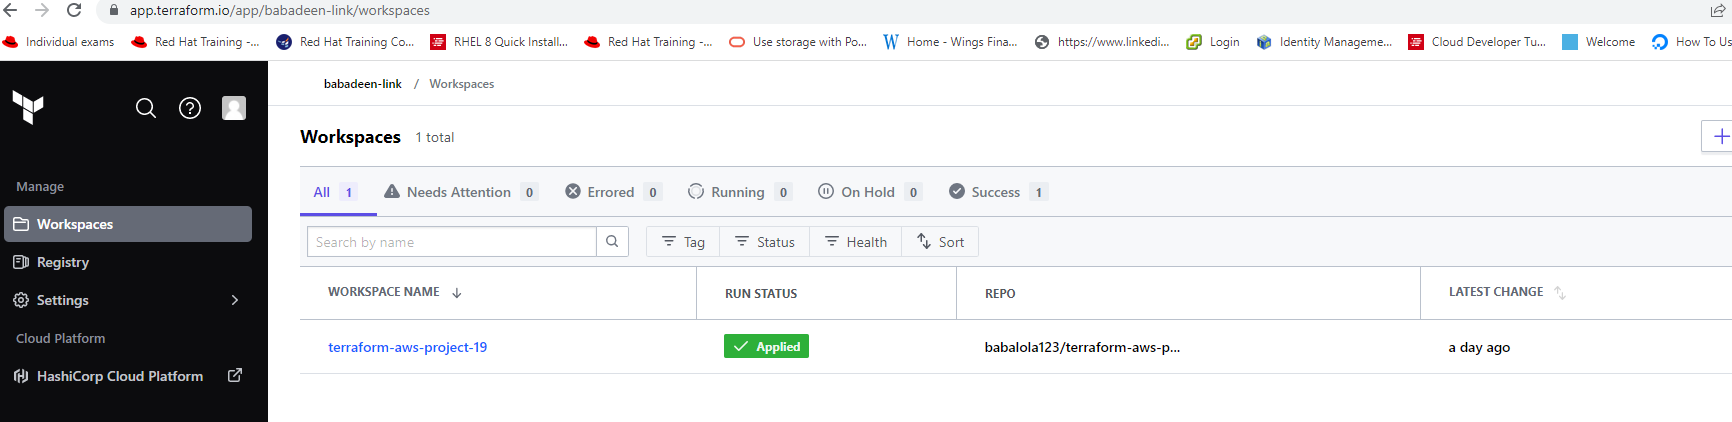 app.terraform.io/app/babadeen-link/workspaces
Individual exams Red Hat Training -... Red Hat Training Co... RHEL 8 Quick Install... Red Hat Training -... Use storage with Po... Home - Wings Fina... https://www.linkedi... Login Identity Manageme... Cloud Developer Tu... Welcome How To Us
babadeen-link / Workspaces
Workspaces 1 total
Manage
Workspaces
Registry
Settings
Cloud Platform
HashiCorp Cloud Platform
All 1 Needs Attention 0 Errored 0 Running 0 On Hold 0 Success 1
Search by name Tag Status Health Sort
WORKSPACE NAME RUN STATUS REPO LATEST CHANGE
terraform-aws-project-19 Applied babalola123/terraform-aws-p... a day ago